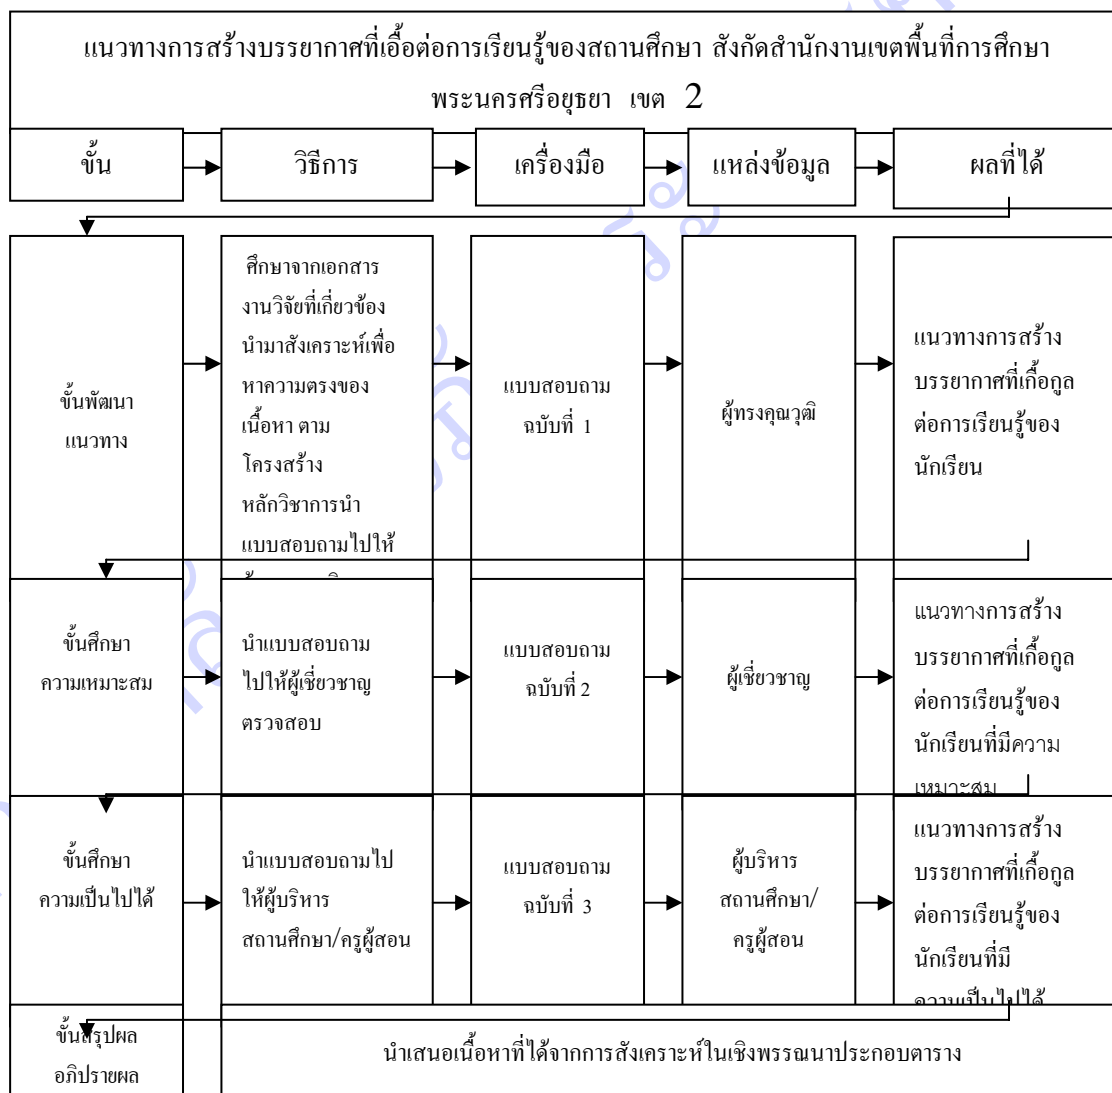 แนวทางการสร้างบรรยากาศที่เอื้อต่อการเรียนรู้ของสถานศึกษา สังกัดสำนักงานเขตพื้นที่การศึกษา
พระนครศรีอยุธยา เขต 2
ขั้น
วิธีการ
เครื่องมือ
แหล่งข้อมูล
ผลที่ได้
ขั้นพัฒนา
แนวทาง
ศึกษาจากเอกสาร
งานวิจัยที่เกี่ยวข้อง
นำมาสังเคราะห์เพื่อ
หาความตรงของ
เนื้อหา ตาม
โครงสร้าง
หลักวิชาการนำ
แบบสอบถามไปให้
แบบสอบถาม
ฉบับที่ 1
ผู้ทรงคุณวุฒิ
แนวทางการสร้าง
บรรยากาศที่เกื้อกูล
ต่อการเรียนรู้ของ
นักเรียน
ขั้นศึกษา
ความเหมาะสม
นำแบบสอบถาม
ไปให้ผู้เชี่ยวชาญ
ตรวจสอบ
แบบสอบถาม
ฉบับที่ 2
ผู้เชี่ยวชาญ
แนวทางการสร้าง
บรรยากาศที่เกื้อกูล
ต่อการเรียนรู้ของ
นักเรียนที่มีความ
เหมาะสม
ขั้นศึกษา
ความเป็นไปได้
นำแบบสอบถามไป
ให้ผู้บริหาร
สถานศึกษา/ครูผู้สอน
แบบสอบถาม
ฉบับที่ 3
ผู้บริหาร
สถานศึกษา/
ครูผู้สอน
แนวทางการสร้าง
บรรยากาศที่เกื้อกูล
ต่อการเรียนรู้ของ
นักเรียนที่มี
ความเป็นไปได้
ขั้นสรุปผล
อภิปรายผล
นำเสนอเนื้อหาที่ได้จากการสังเคราะห์ในเชิงพรรณนาประกอบตาราง